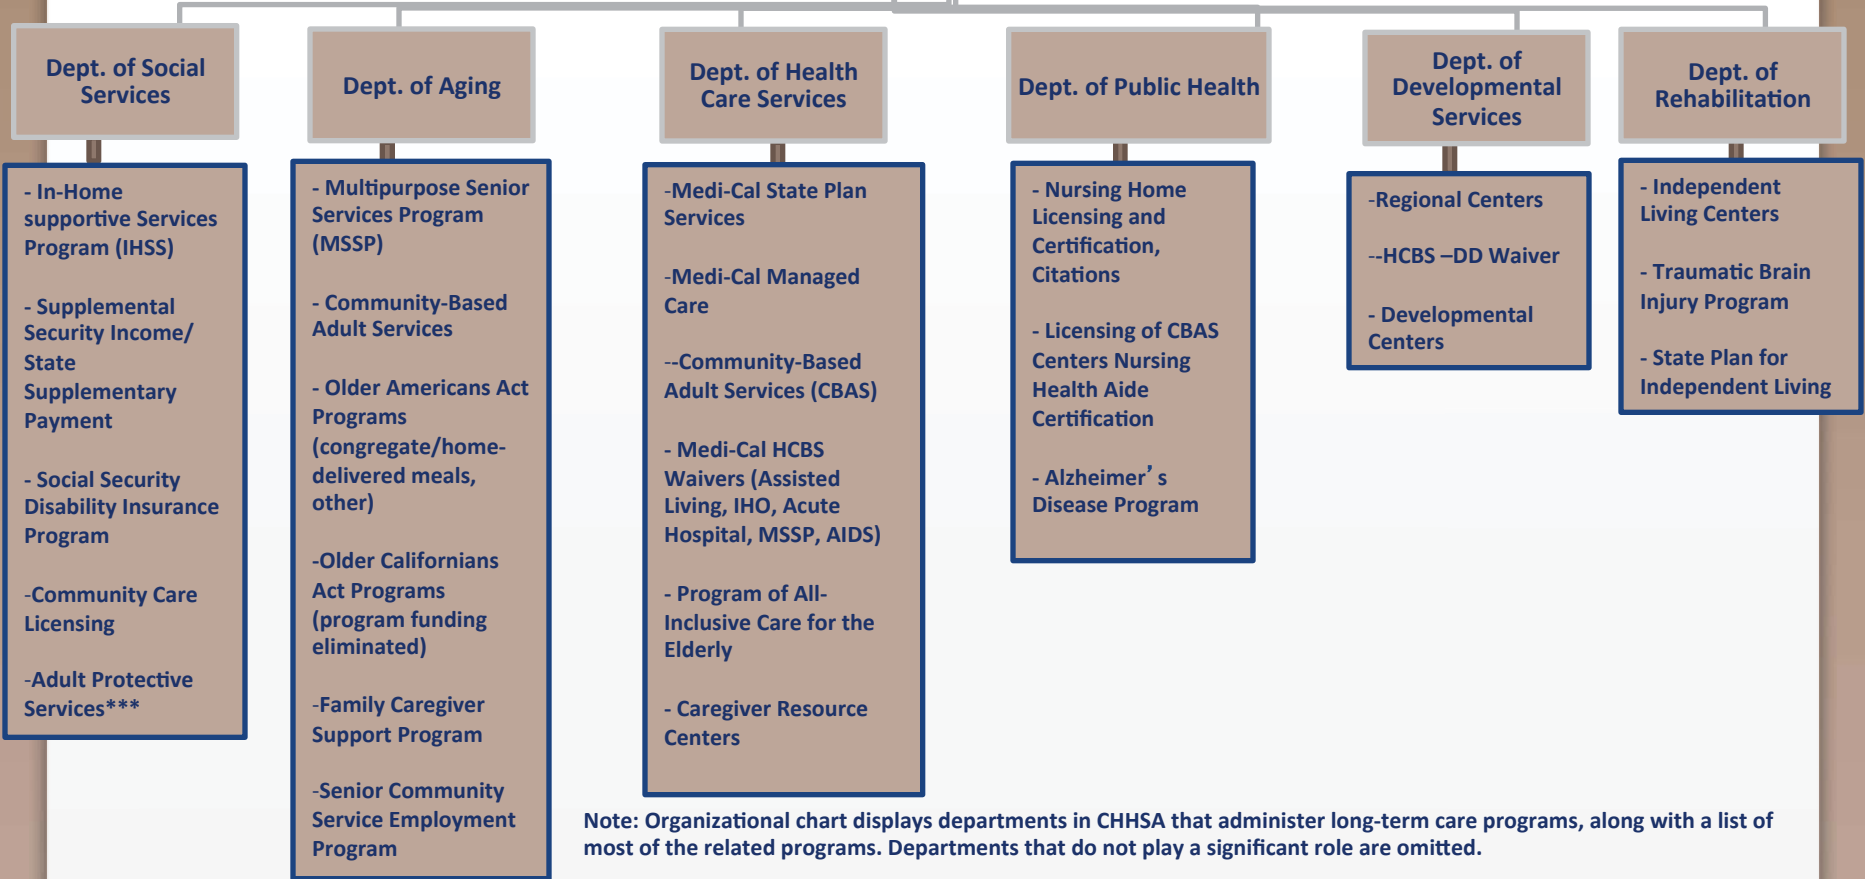 Dept. of Social
Services
Dept. of Aging
Dept. of Health
Care Services
Dept. of Public Health
Dept. of
Developmental
Services
Dept. of
Rehabilitation
- In-Home
supportive Services
Program (IHSS)
- Supplemental
Security Income/
State
Supplementary
Payment
- Social Security
Disability Insurance
Program
-Community Care
Licensing
-Adult Protective
Services***
- Multipurpose Senior
Services Program
(MSSP)
- Community-Based
Adult Services
- Older Americans Act
Programs
(congregate/home-
delivered meals,
other)
-Older Californians
Act Programs
(program funding
eliminated)
-Family Caregiver
Support Program
-Senior Community
Service Employment
Program
-Medi-Cal State Plan
Services
-Medi-Cal Managed
Care
--Community-Based
Adult Services (CBAS)
- Medi-Cal HCBS
Waivers (Assisted
Living, IHO, Acute
Hospital, MSSP, AIDS)
- Program of All-
Inclusive Care for the
Elderly
- Caregiver Resource
Centers
- Nursing Home
Licensing and
Certification,
Citations
- Licensing of CBAS
Centers Nursing
Health Aide
Certification
- Alzheimer’s
Disease Program
-Regional Centers
--HCBS –DD Waiver
- Developmental
Centers
- Independent
Living Centers
- Traumatic Brain
Injury Program
- State Plan for
Independent Living
Note: Organizational chart displays departments in CHHSA that administer long-term care programs, along with a list of
most of the related programs. Departments that do not play a significant role are omitted.